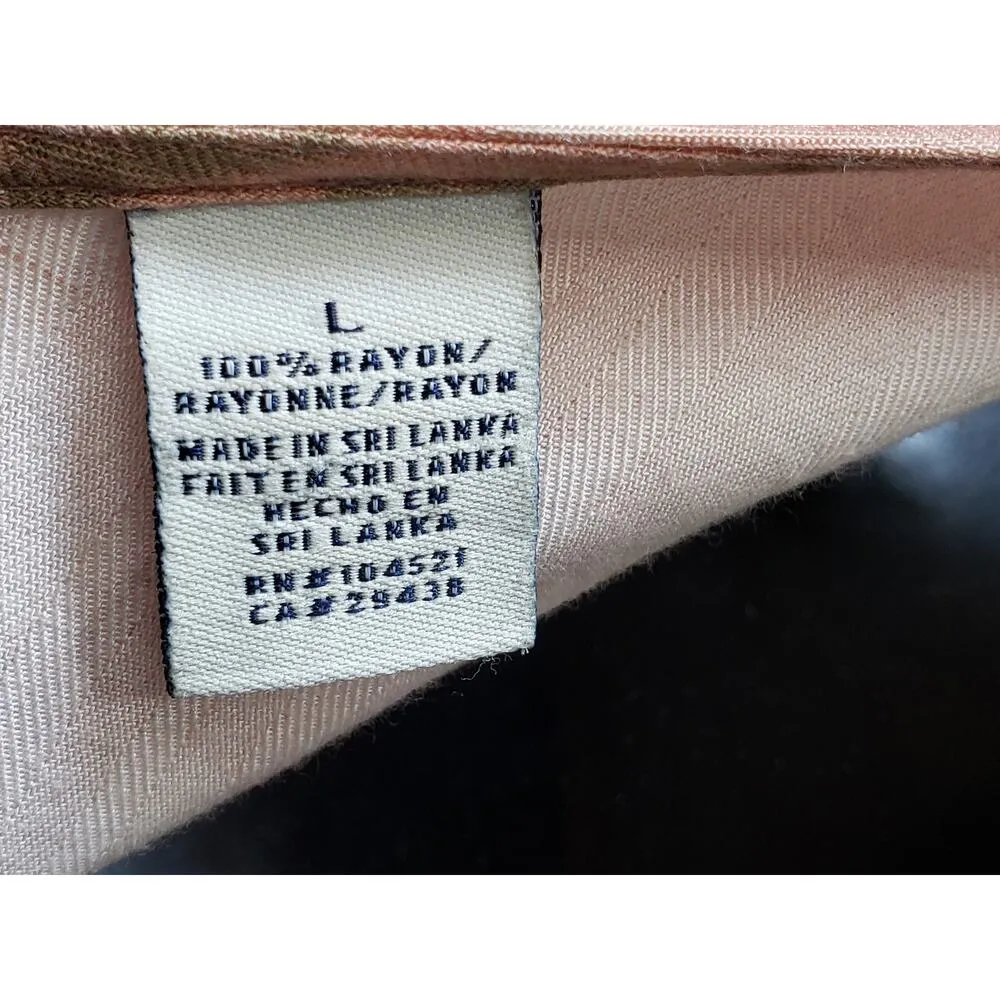 L
100% RAYON/
RAYONNE/RAYON
MADE IN SRI LANKA
FAIT EN SRI LANKA
HECHO EN
SRI LANKA
RN#104521
CA#29438